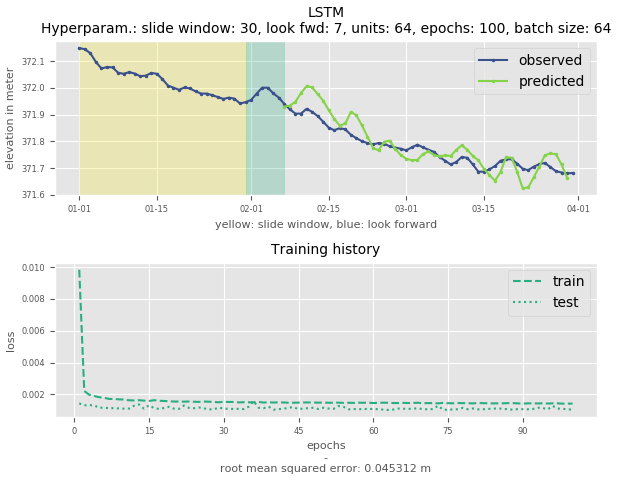 LSTM
Hyperparam.: slide window: 30, look fwd: 7, units: 64, epochs: 100, batch size: 64
372.1
372.0
371.9
371.8
371.7
371.6
elevation in meter
observed
predicted
01-01 01-15 02-01 02-15 03-01 03-15 04-01
yellow: slide window, blue: look forward
Training history
0.010
0.008
0.006
0.004
0.002
loss
train
test
0 15 30 45 60 75 90
epochs
-
root mean squared error: 0.045312 m